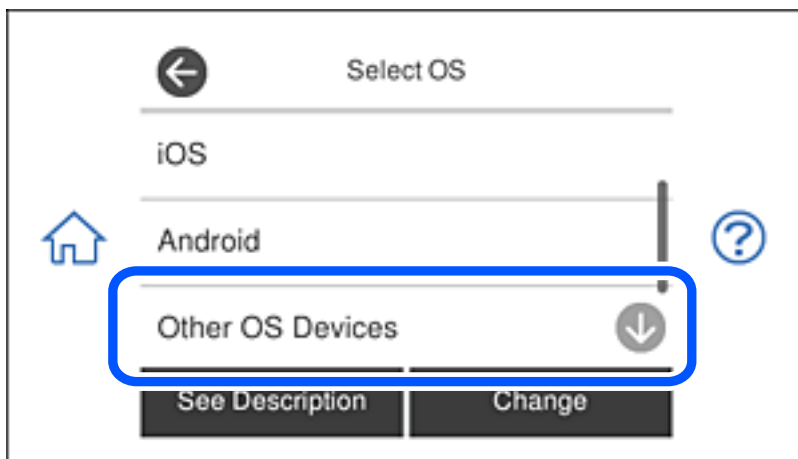 Select OS
iOS
Android
Other OS Devices
See Description Change